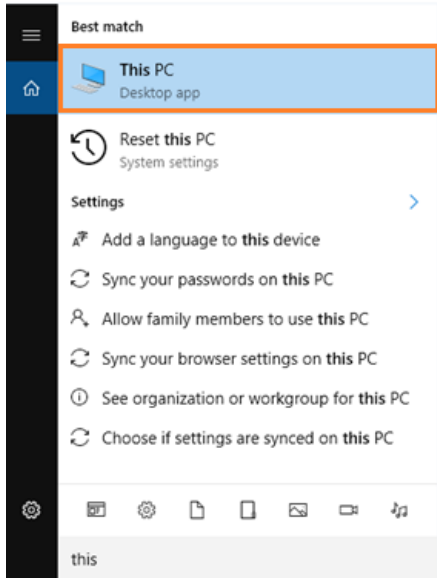 Best match
This PC
Desktop app
Reset this PC
System settings
Settings
Add a language to this device
Sync your passwords on this PC
Allow family members to use this PC
Sync your browser settings on this PC
See organization or workgroup for this PC
Choose if settings are synced on this PC
this